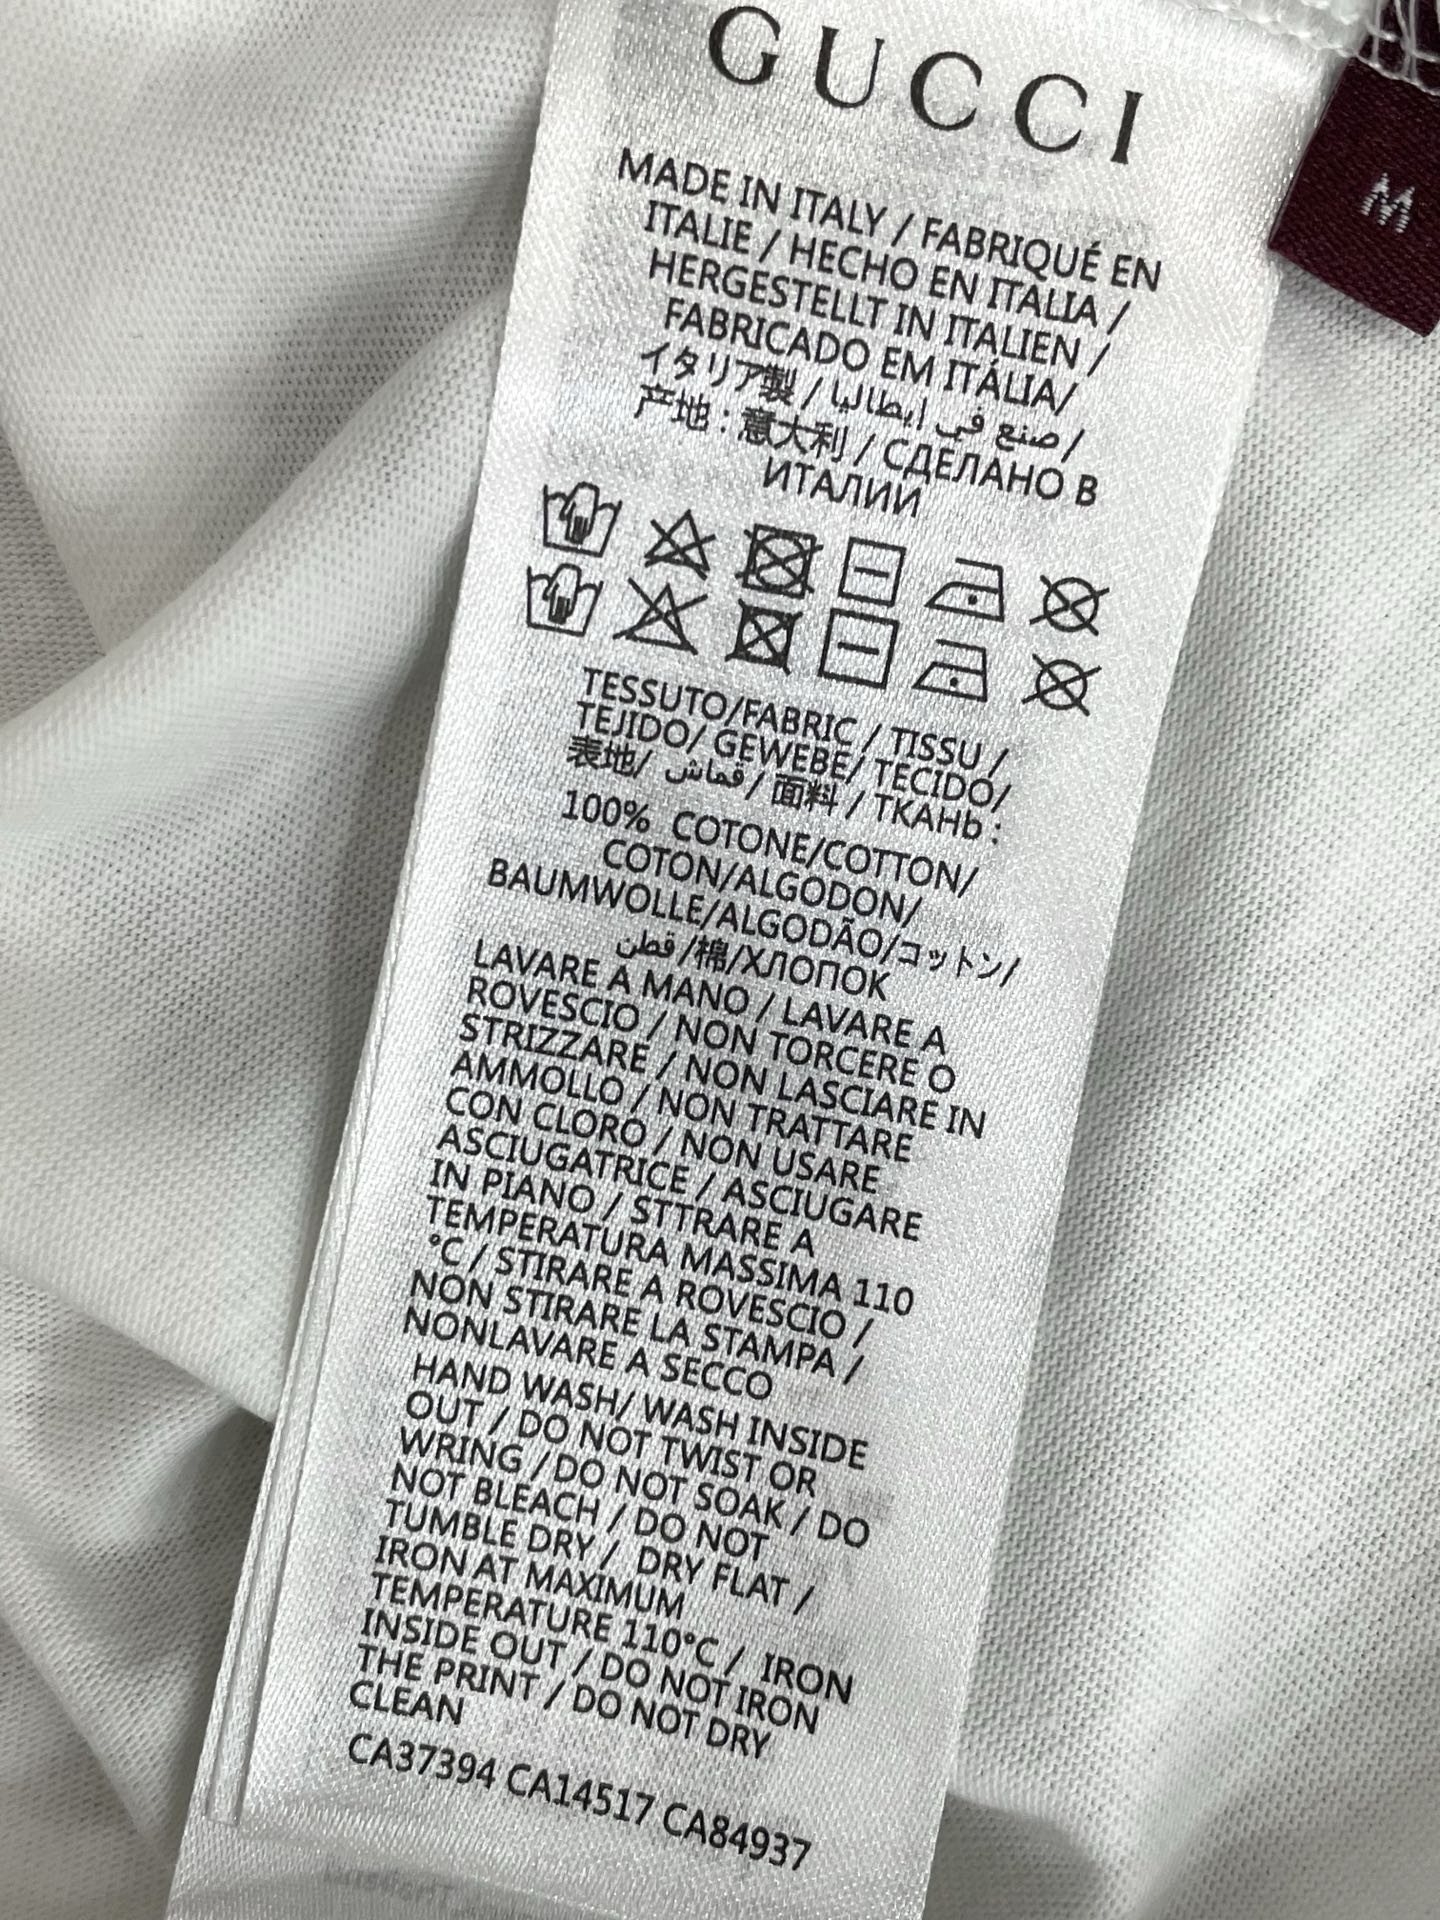 GUCCI
M
MADE IN ITALY / FABRIQUÉ EN
ITALIE / HECHO EN ITALIA /
HERGESTELLT IN ITALIEN /
FABRICADO EM ITÁLIA/
イタリア製 / صنع في إيطاليا /
产地 : 意大利 / СДЕЛАНО В
ИТАЛИИ
TESSUTO/FABRIC / TISSU /
TEJIDO/ GEWEBE/ TECIDO/
表地/ قماش / 面料 / ТКАНЬ :
100% COTONE/COTTON/
COTON/ALGODON/
BAUMWOLLE/ALGODÃO/コットン/
قطن /棉/ХЛОПОК
LAVARE A MANO / LAVARE A
ROVESCIO / NON TORCERE O
STRIZZARE / NON LASCIARE IN
AMMOLLO / NON TRATTARE
CON CLORO / NON USARE
ASCIUGATRICE / ASCIUGARE
IN PIANO / STTRARE A
TEMPERATURA MASSIMA 110
°C / STIRARE A ROVESCIO /
NON STIRARE LA STAMPA /
NONLAVARE A SECCO
HAND WASH/ WASH INSIDE
OUT / DO NOT TWIST OR
WRING / DO NOT SOAK / DO
NOT BLEACH / DO NOT
TUMBLE DRY / DRY FLAT /
IRON AT MAXIMUM
TEMPERATURE 110°C / IRON
INSIDE OUT / DO NOT IRON
THE PRINT / DO NOT DRY
CLEAN
CA37394 CA14517 CA84937